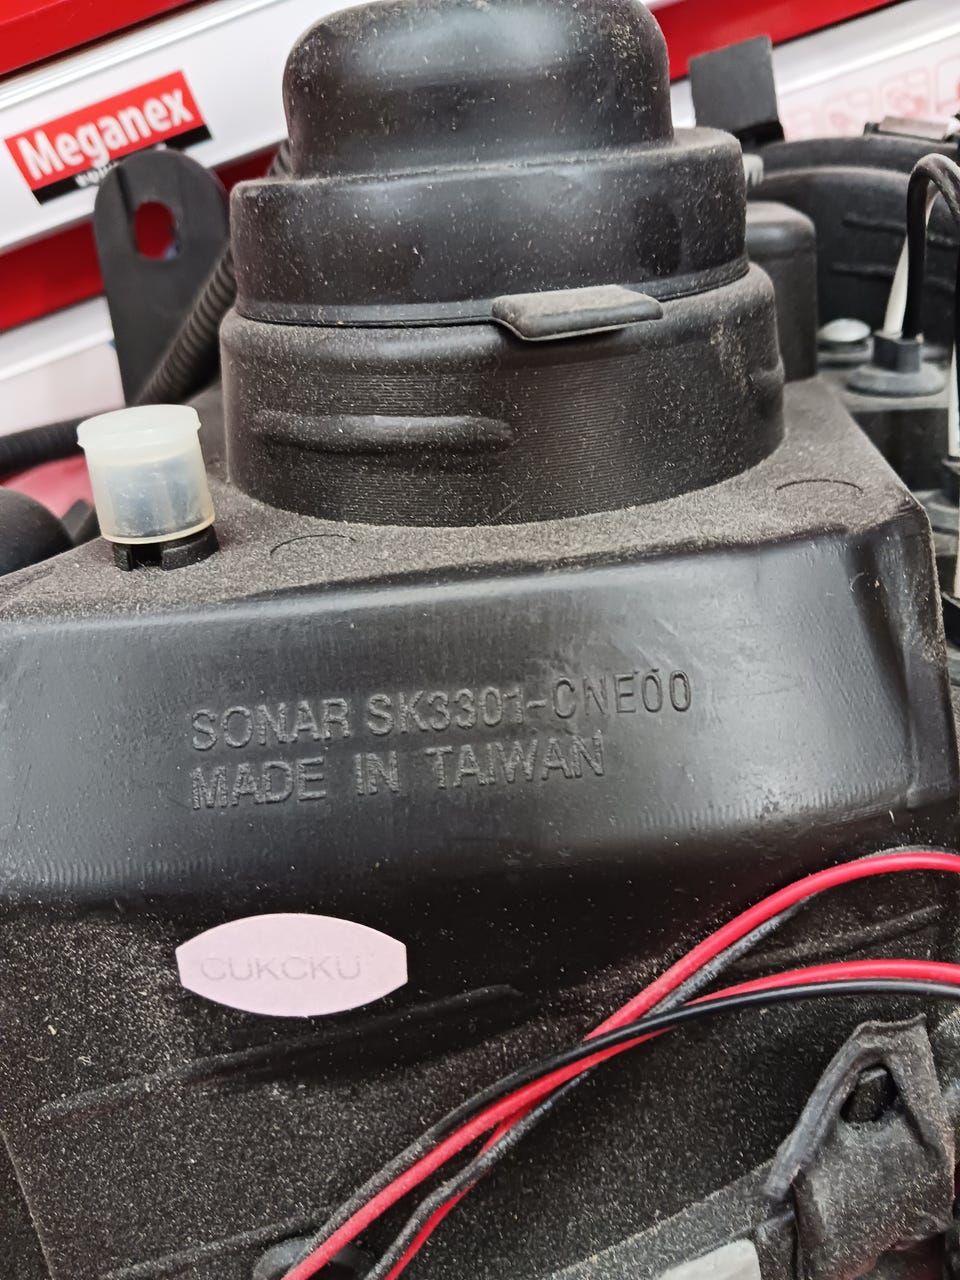 Meganex
SONAR SK3301-CNE00
MADE IN TAIWAN
CUKCKU